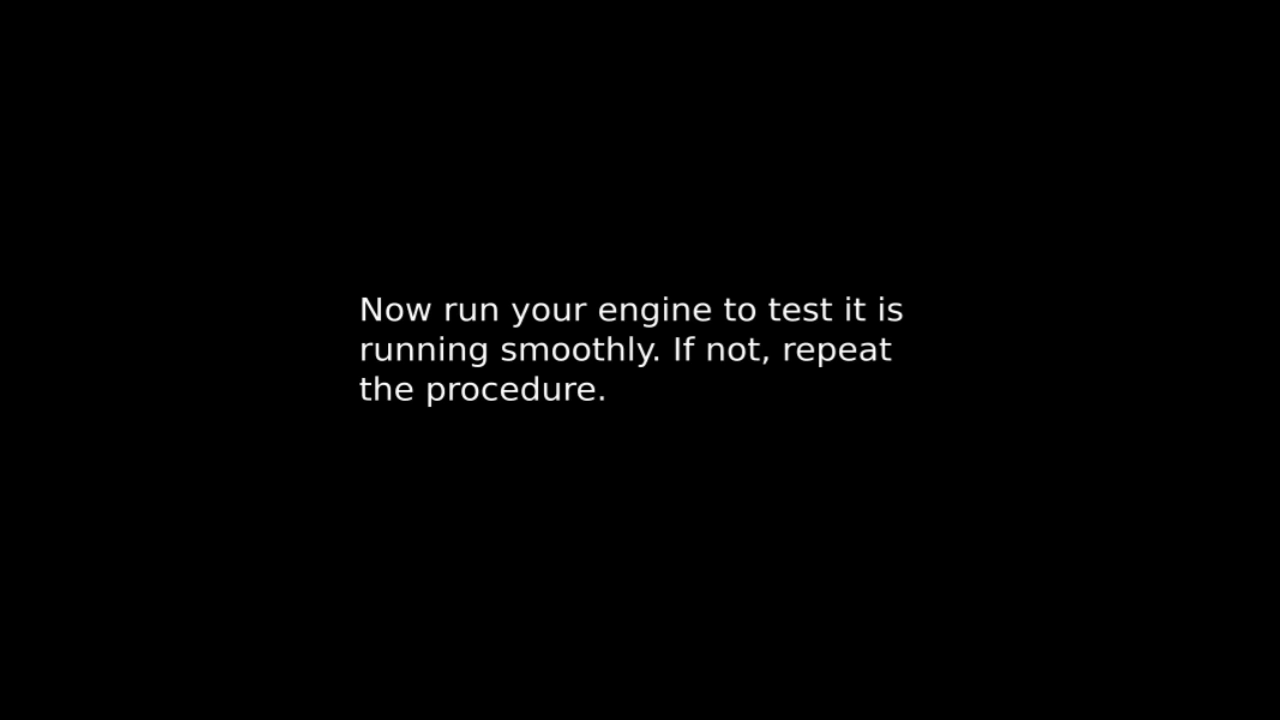 Now run your engine to test it is
running smoothly. If not, repeat
the procedure.